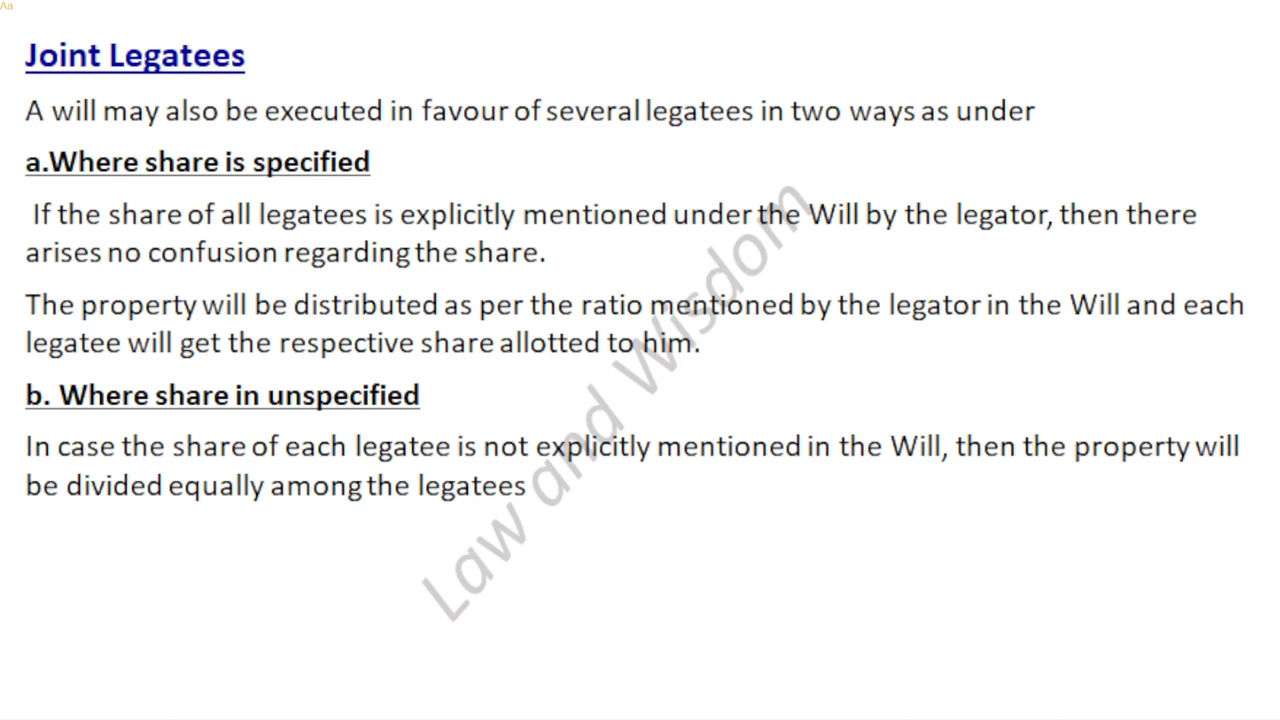 Aa
Joint Legatees
A will may also be executed in favour of several legatees in two ways as under
a.Where share is specified
If the share of all legatees is explicitly mentioned under the Will by the legator, then there
arises no confusion regarding the share.
The property will be distributed as per the ratio mentioned by the legator in the Will and each
legatee will get the respective share allotted to him.
b. Where share in unspecified
In case the share of each legatee is not explicitly mentioned in the Will, then the property will
be divided equally among the legatees
Law and Wisdom